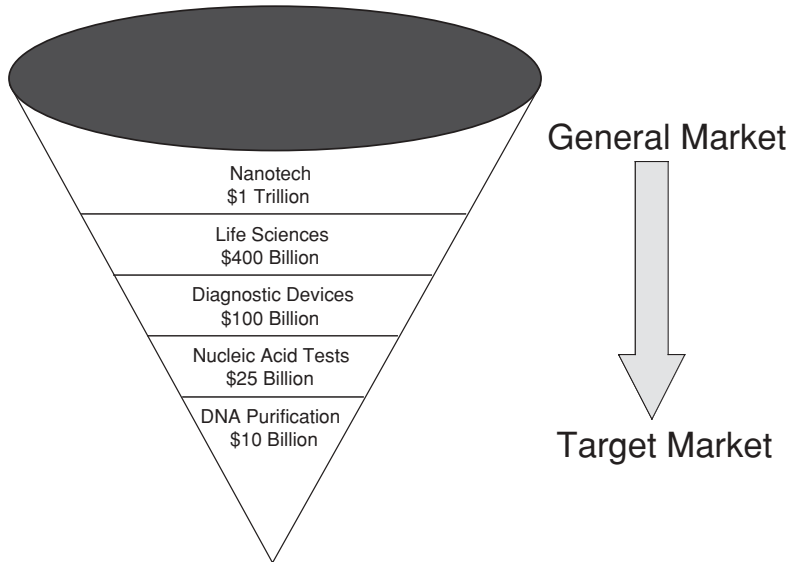 General Market
Nanotech
$1 Trillion
Life Sciences
$400 Billion
Diagnostic Devices
$100 Billion
Nucleic Acid Tests
$25 Billion
DNA Purification
$10 Billion
Target Market